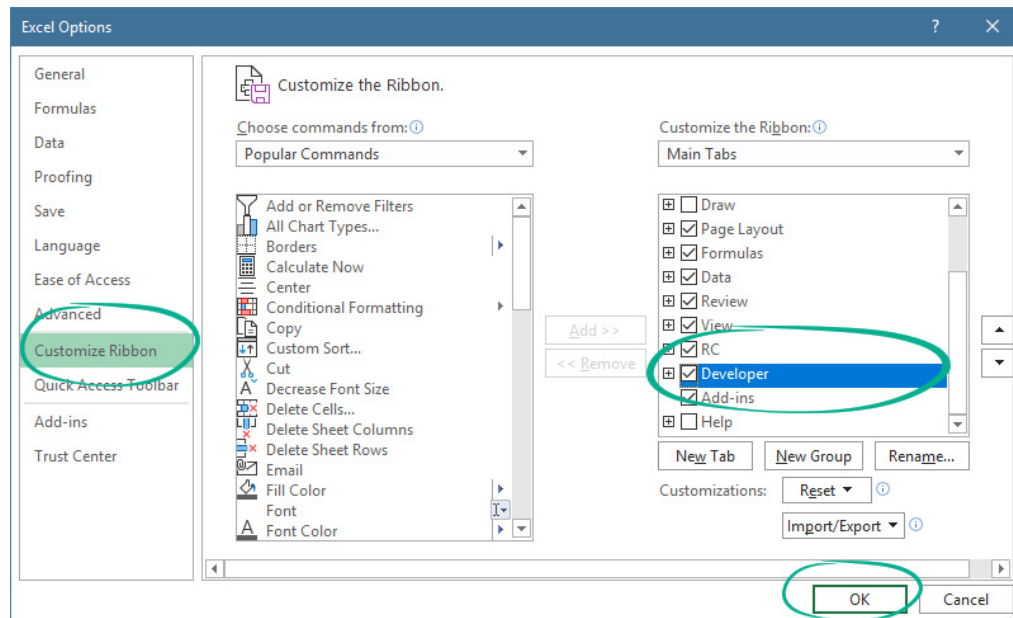 Excel Options
?
General
Formulas
Data
Proofing
Save
Language
Ease of Access
Advanced
Customize Ribbon
Quick Access Toolbar
Add-ins
Trust Center
Customize the Ribbon.
Choose commands from:
Popular Commands
Add or Remove Filters
All Chart Types...
Borders
Calculate Now
Center
Conditional Formatting
Copy
Custom Sort...
Cut
Decrease Font Size
Delete Cells...
Delete Sheet Columns
Delete Sheet Rows
Email
Fill Color
Font
Font Color
Add >>
<< Remove
Customize the Ribbon:
Main Tabs
Draw
Page Layout
Formulas
Data
Review
View
RC
Developer
Add-ins
Help
New Tab New Group Rename...
Customizations: Reset
Import/Export
OK Cancel